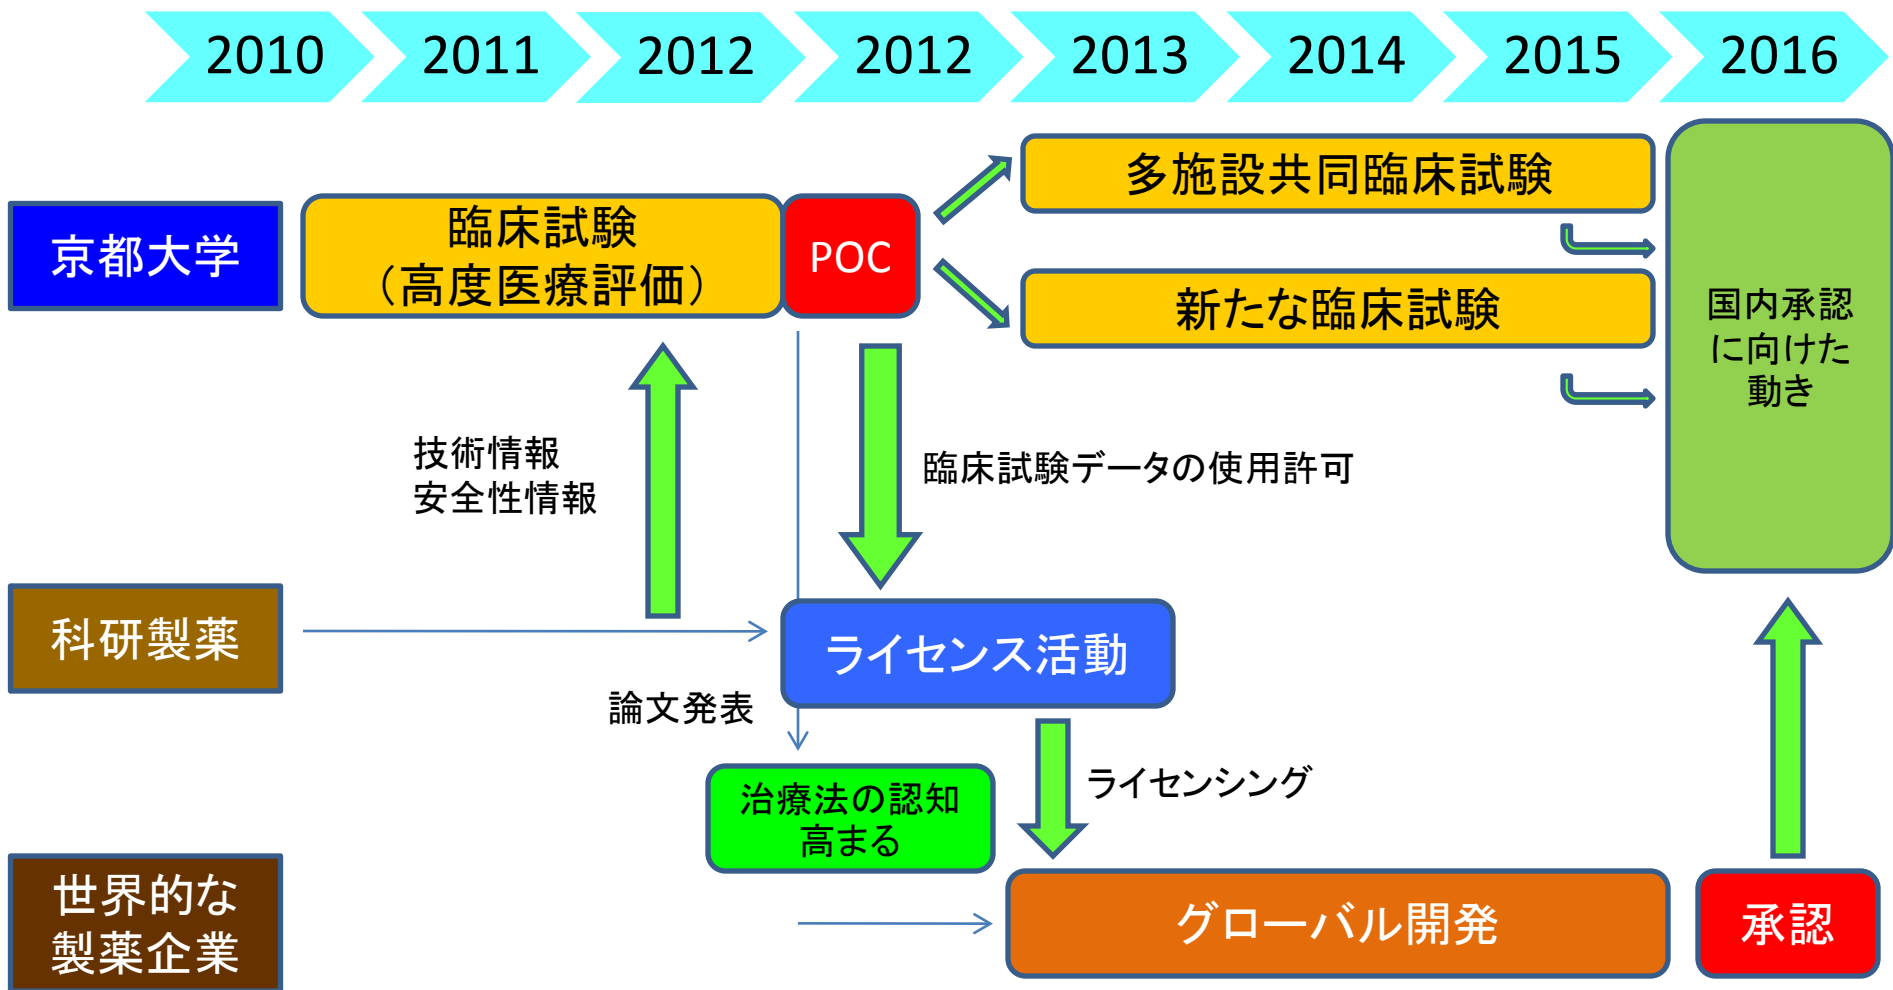 2010
2011
2012
2012
2013
2014
2015
2016
京都大学
臨床試験
（高度医療評価）
POC
多施設共同臨床試験
新たな臨床試験
国内承認
に向けた
動き
技術情報
安全性情報
臨床試験データの使用許可
科研製薬
ライセンス活動
論文発表
治療法の認知
高まる
ライセンシング
世界的な
製薬企業
グローバル開発
承認